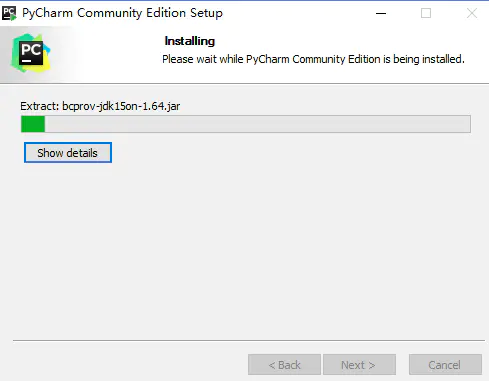 PC PyCharm Community Edition Setup
PC
Installing
Please wait while PyCharm Community Edition is being installed.
Extract: bcprov-jdk15on-1.64.jar
Show details
< Back
Next >
Cancel